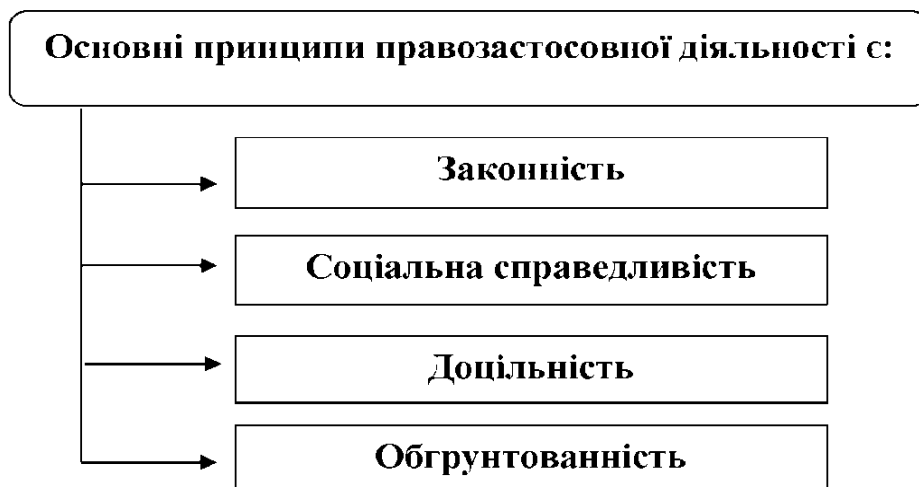 Основні принципи правозастосовної діяльності є:
Законність
Соціальна справедливість
Доцільність
Обгрунтованність